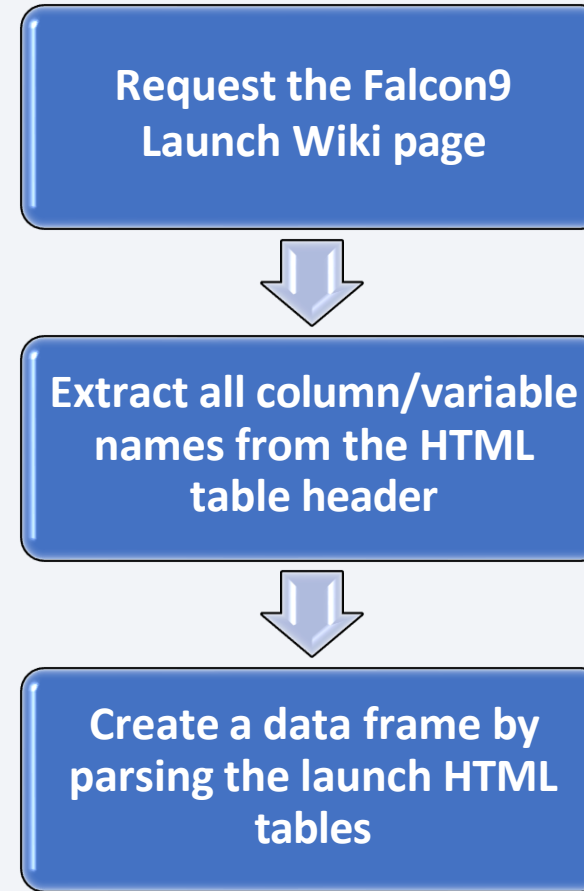 Request the Falcon9
Launch Wiki page
Extract all column/variable
names from the HTML
table header
Create a data frame by
parsing the launch HTML
tables